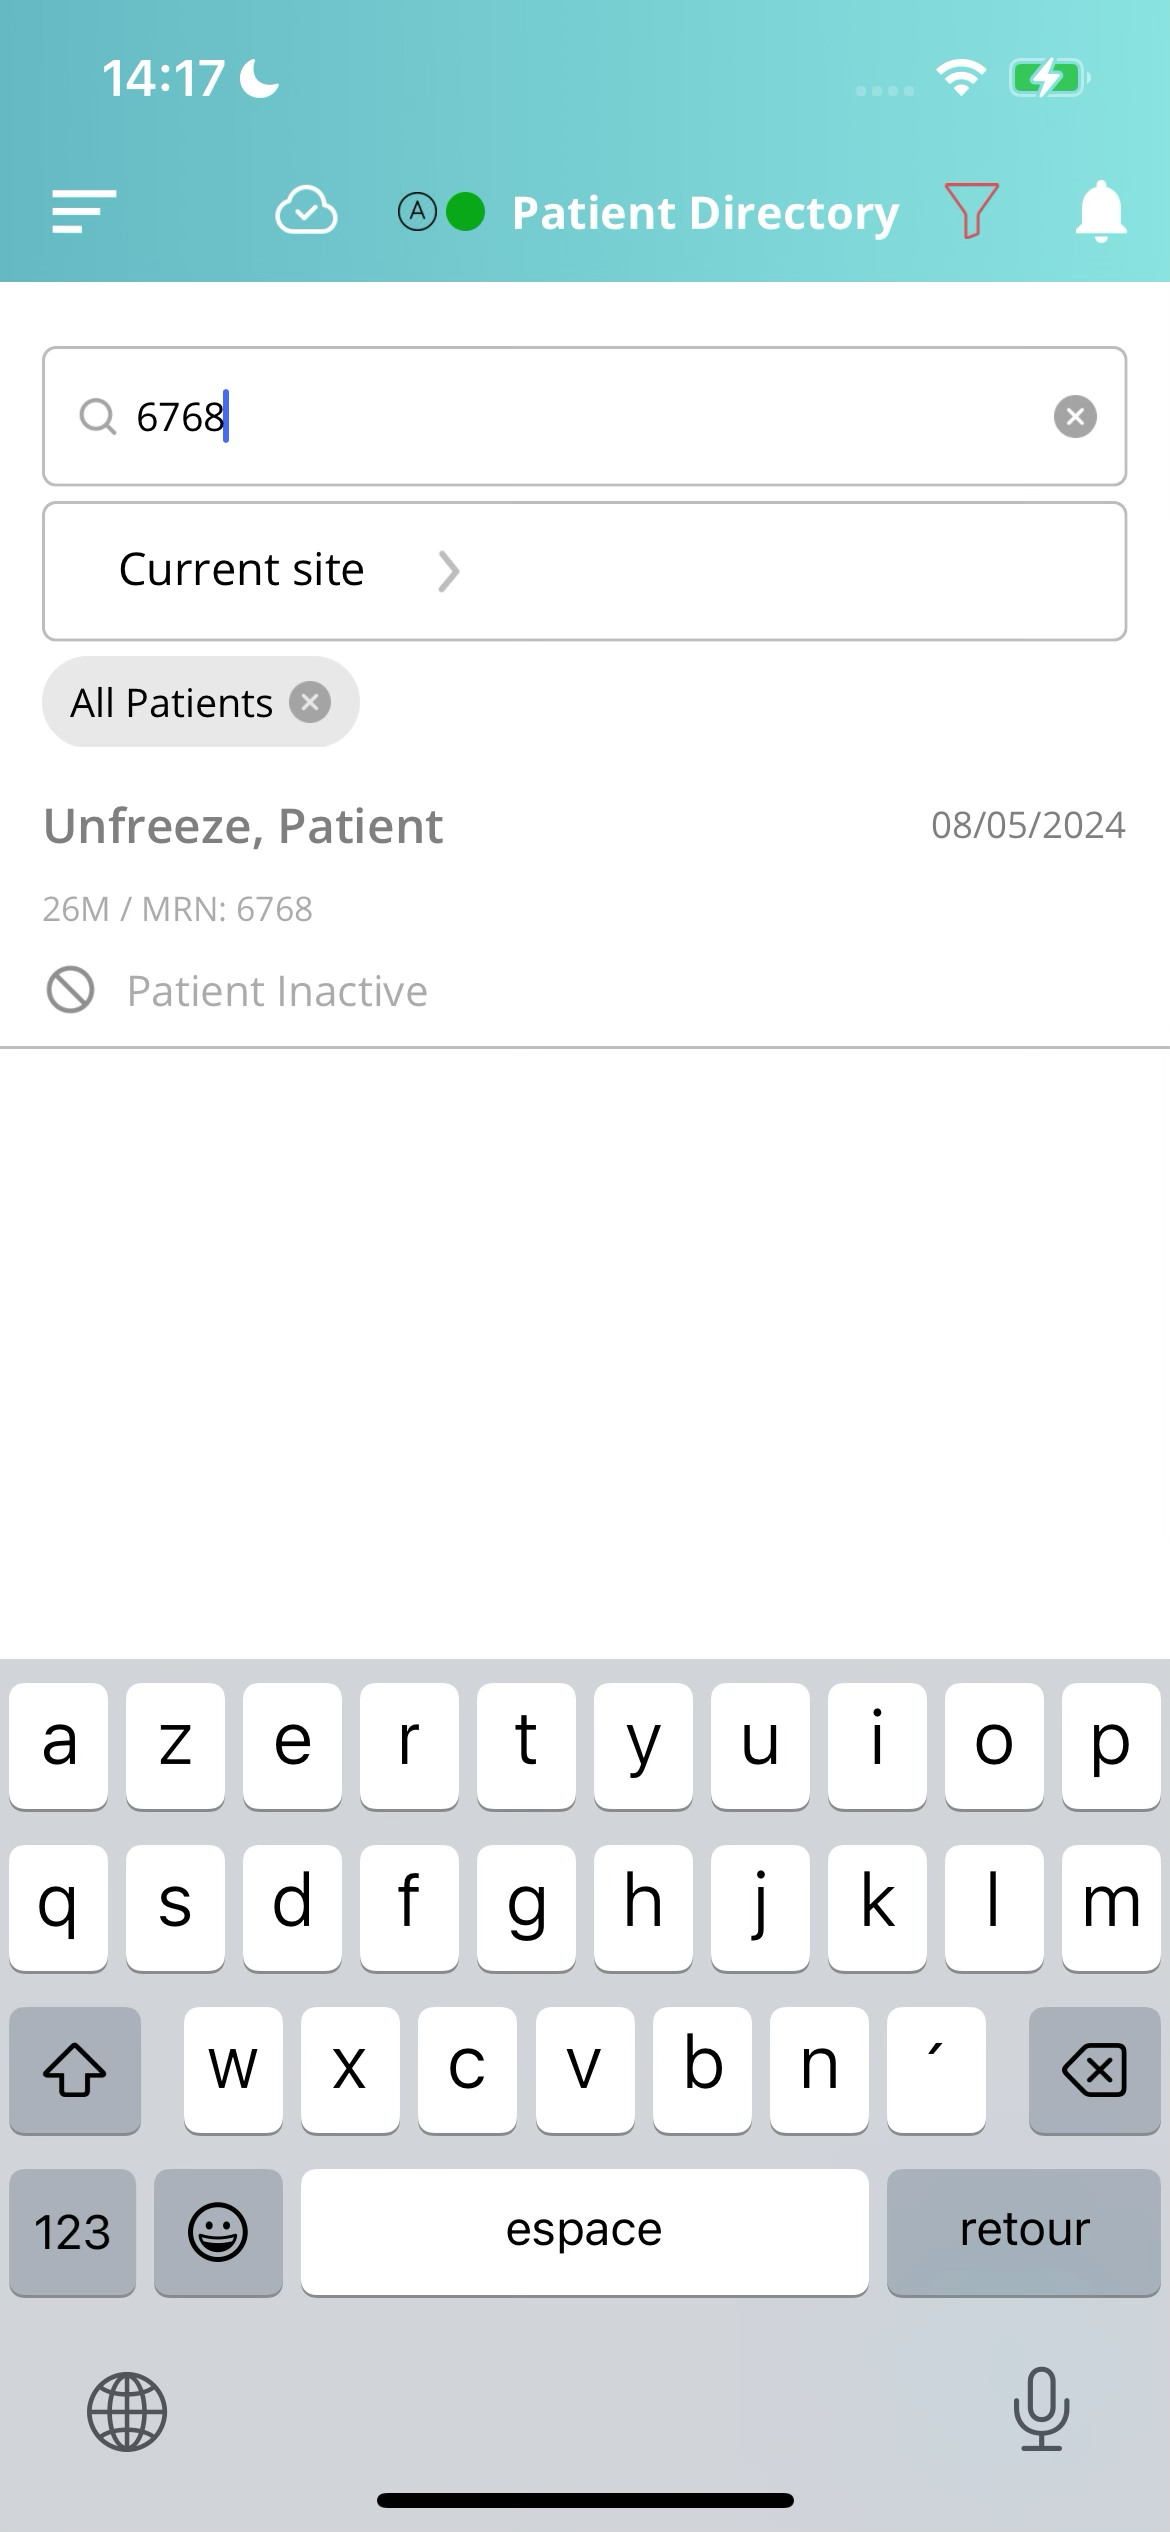 14:17
A Patient Directory
6768
Current site
All Patients
Unfreeze, Patient 08/05/2024
26M / MRN: 6768
Patient Inactive
a z e r t y u i o p
q s d f g h j k l m
w x c v b n ´
123 espace retour